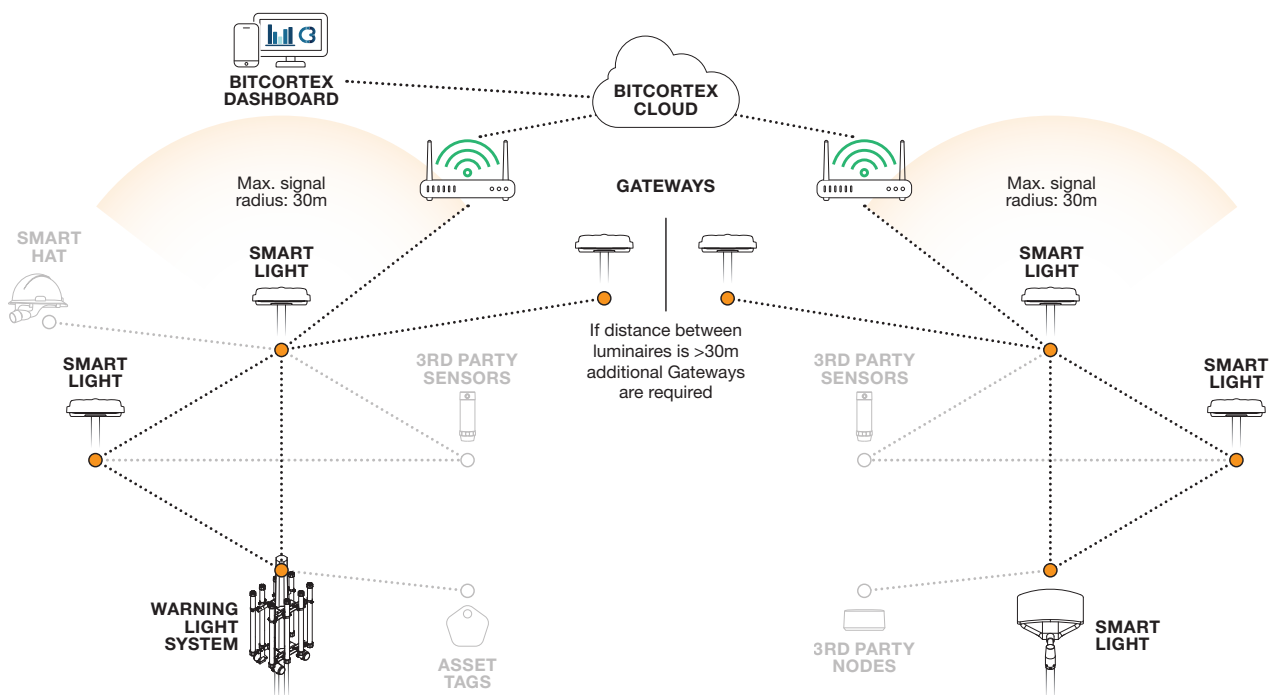 BITCORTEX
DASHBOARD
BITCORTEX
CLOUD
Max. signal
radius: 30m
GATEWAYS
Max. signal
radius: 30m
SMART
HAT
SMART
LIGHT
SMART
LIGHT
If distance between
luminaires is >30m
additional Gateways
are required
SMART
LIGHT
3RD PARTY
SENSORS
3RD PARTY
SENSORS
SMART
LIGHT
WARNING
LIGHT
SYSTEM
ASSET
TAGS
3RD PARTY
NODES
SMART
LIGHT